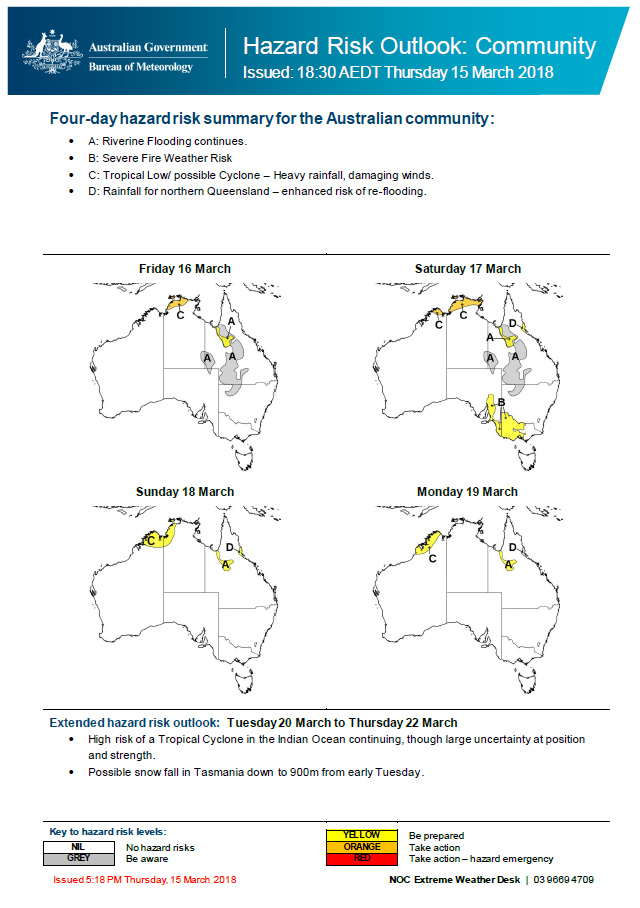 Australian Government
Bureau of Meteorology
Hazard Risk Outlook: Community
Issued: 18:30 AEDT Thursday 15 March 2018
Four-day hazard risk summary for the Australian community:
• A: Riverine Flooding continues.
• B: Severe Fire Weather Risk
• C: Tropical Low/ possible Cyclone – Heavy rainfall, damaging winds.
• D: Rainfall for northern Queensland – enhanced risk of re-flooding.
Friday 16 March
C
A
A
A
Saturday 17 March
C
C
D
A
A
A
B
Sunday 18 March
C
D
A
Monday 19 March
C
D
A
Extended hazard risk outlook: Tuesday 20 March to Thursday 22 March
• High risk of a Tropical Cyclone in the Indian Ocean continuing, though large uncertainty at position
and strength.
• Possible snow fall in Tasmania down to 900m from early Tuesday.
Key to hazard risk levels:
NIL No hazard risks
GREY Be aware
YELLOW Be prepared
ORANGE Take action
RED Take action – hazard emergency
Issued 5:18 PM Thursday, 15 March 2018
NOC Extreme Weather Desk | 03 9669 4709